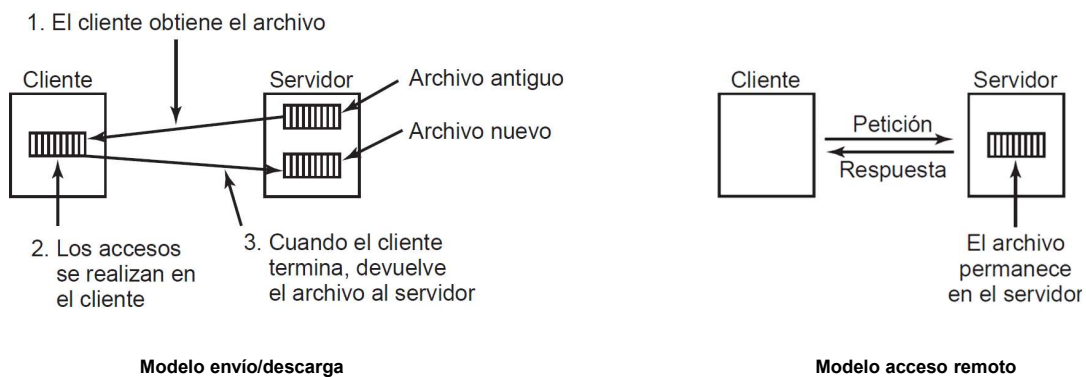 1. El cliente obtiene el archivo
Cliente
Servidor
Archivo antiguo
Archivo nuevo
2. Los accesos
se realizan en
el cliente
3. Cuando el cliente
termina, devuelve
el archivo al servidor
Modelo envío/descarga
Cliente
Servidor
Petición
Respuesta
El archivo
permanece
en el servidor
Modelo acceso remoto